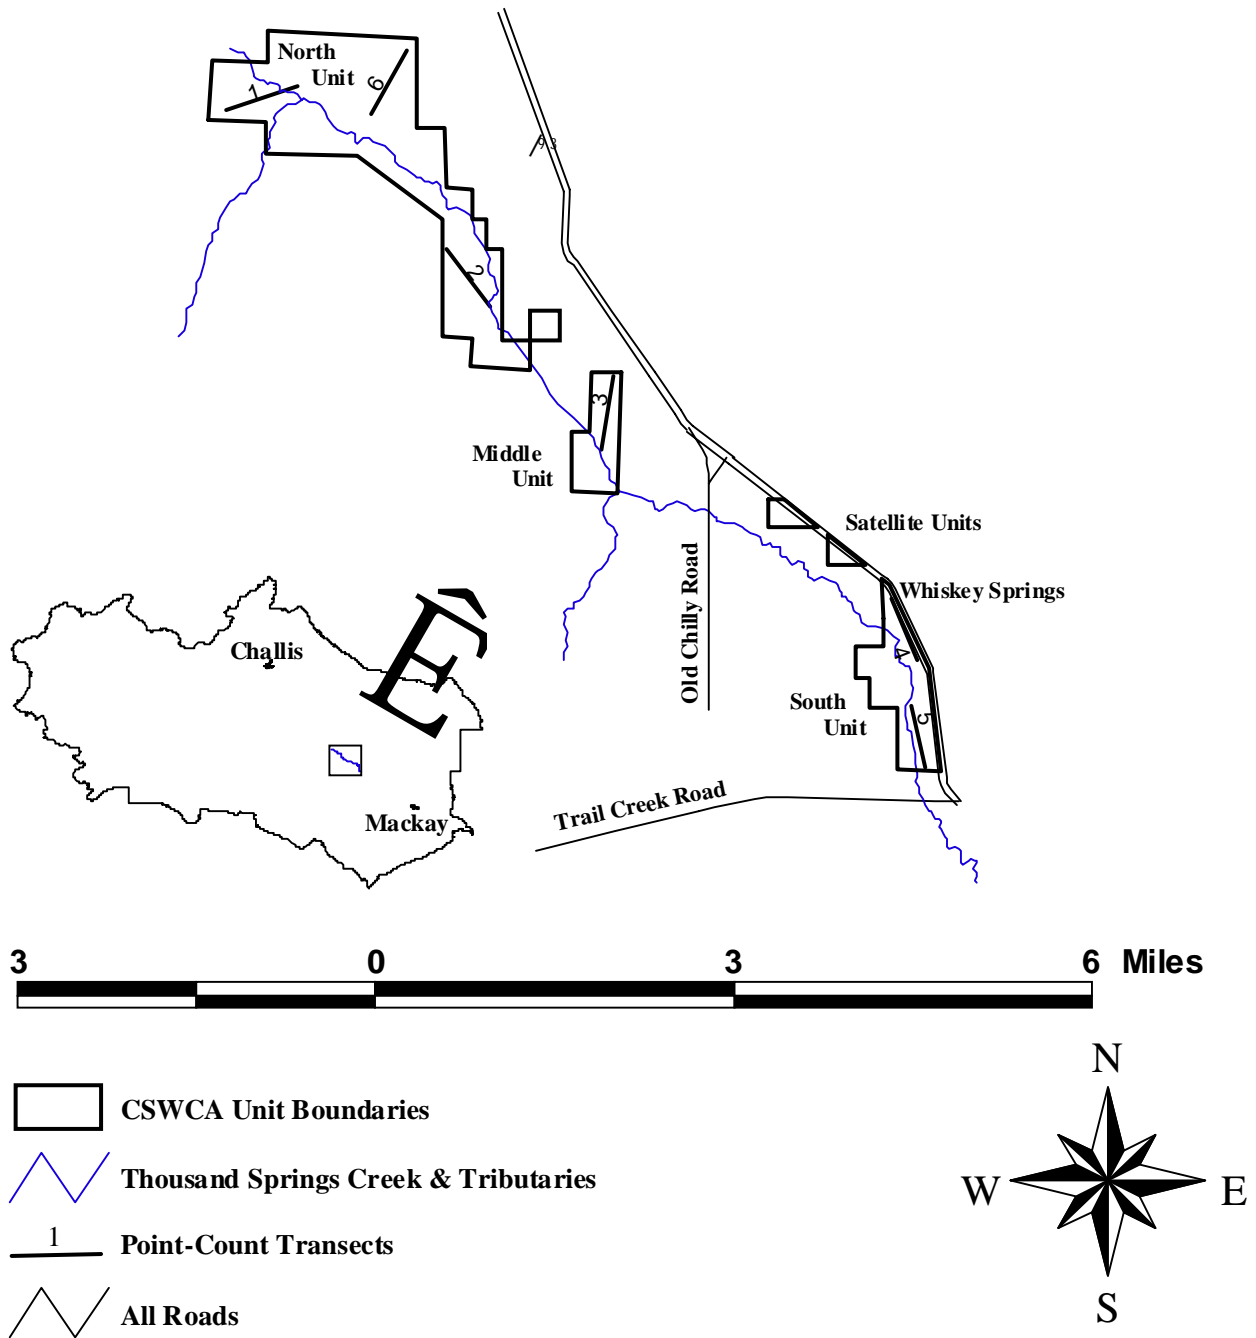 North
Unit
1
6
93
2
3
Middle
Unit
Satellite Units
Whiskey Springs
Old Chilly Road
4
South
Unit
5
Challis
Ê
Mackay
Trail Creek Road
3 0 3 6 Miles
CSWCA Unit Boundaries
Thousand Springs Creek & Tributaries
1
Point-Count Transects
All Roads
N
W E
S